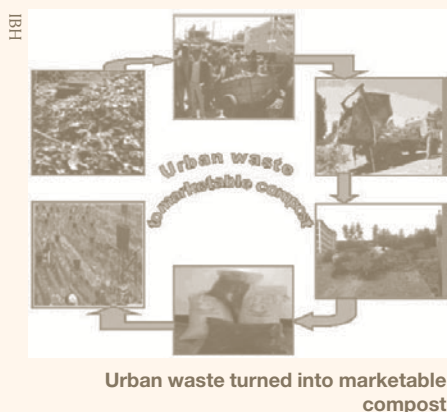 IBH
Urban waste
to marketable compost
Urban waste turned into marketable
compost